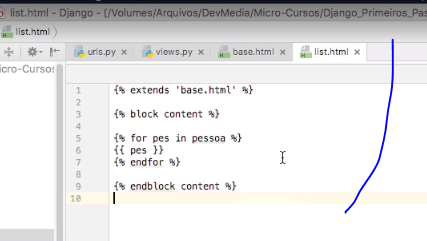 list.html - Django - [/Volumes/Arquivos/DevMedia/Micro-Cursos/Django_Primeiros_Pas
list.html
icro-Cursos
uris.py × views.py × base.html × list.html ×
1 {% extends 'base.html' %}
2
3 {% block content %}
4
5 {% for pes in pessoa %}
6 {{ pes }}
7 {% endfor %}
8
9 {% endblock content %}
10